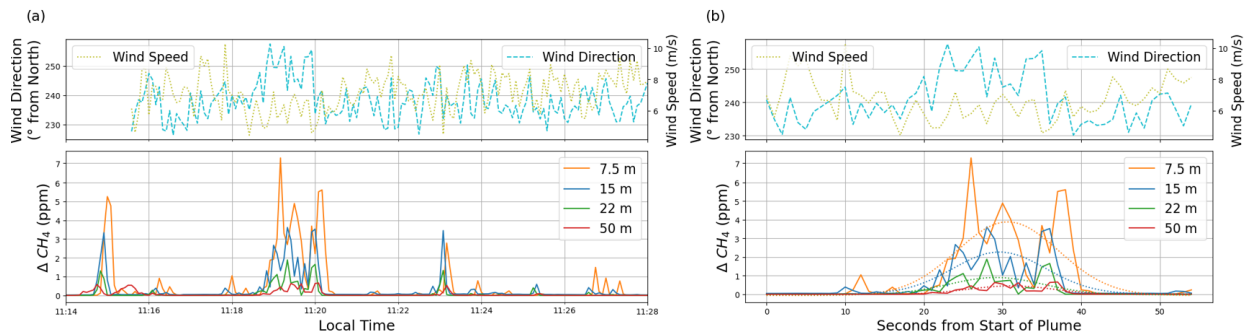 (a)
(b)
Wind Direction
(° from North)
250
240
230
Wind Speed
Wind Direction
10
8
6
Wind Speed (m/s)
Δ CH₄ (ppm)
7
6
5
4
3
2
1
0
7.5 m
15 m
22 m
50 m
11:14
11:16
11:18
11:20
11:22
11:24
11:26
11:28
Local Time
Wind Direction
(° from North)
250
240
230
Wind Speed
Wind Direction
10
8
6
Wind Speed (m/s)
Δ CH₄ (ppm)
7
6
5
4
3
2
1
0
7.5 m
15 m
22 m
50 m
0
10
20
30
40
50
Seconds from Start of Plume